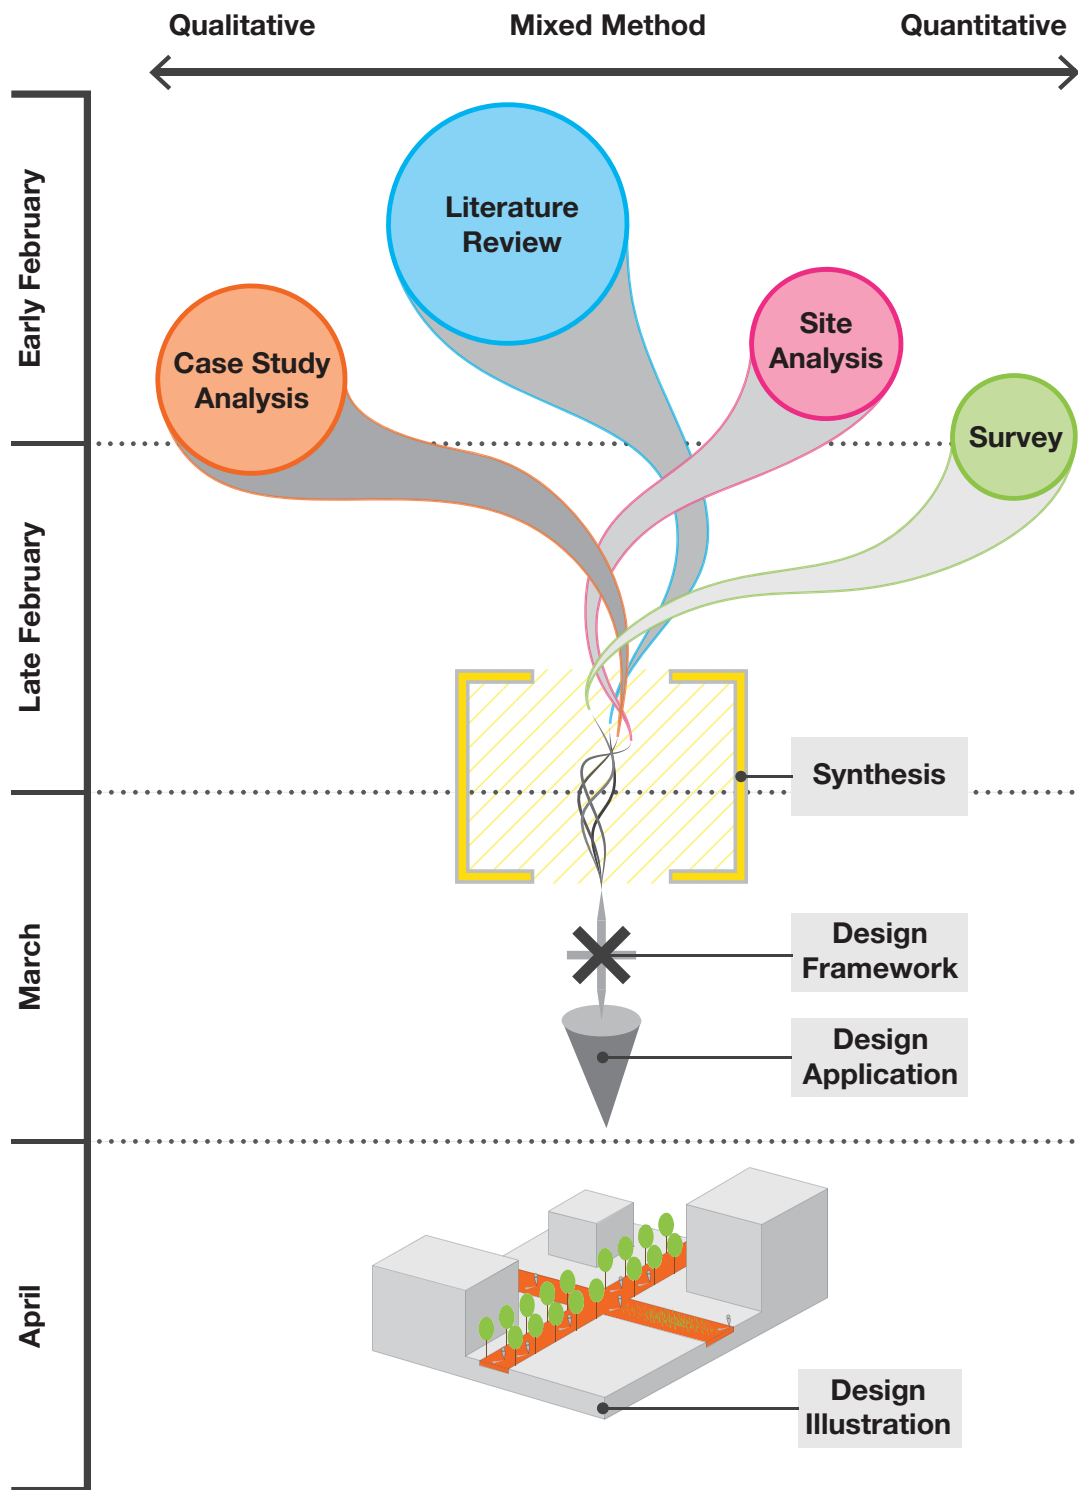 Qualitative
Mixed Method
Quantitative
Early February
Late February
March
April
Literature
Review
Site
Analysis
Case Study
Analysis
Survey
Synthesis
Design
Framework
Design
Application
Design
Illustration